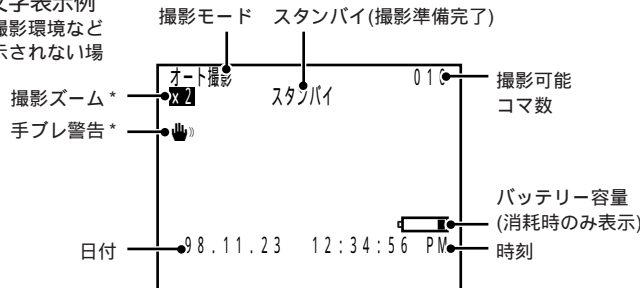 文字表示例
撮影環境など
示されない場
撮影モード
スタンバイ(撮影準備完了)
オート撮影
010
x2
スタンバイ
撮影ズーム *
手ブレ警告 *
撮影可能
コマ数
バッテリー容量
(消耗時のみ表示)
日付
98.11.23 12:34:56 PM
時刻